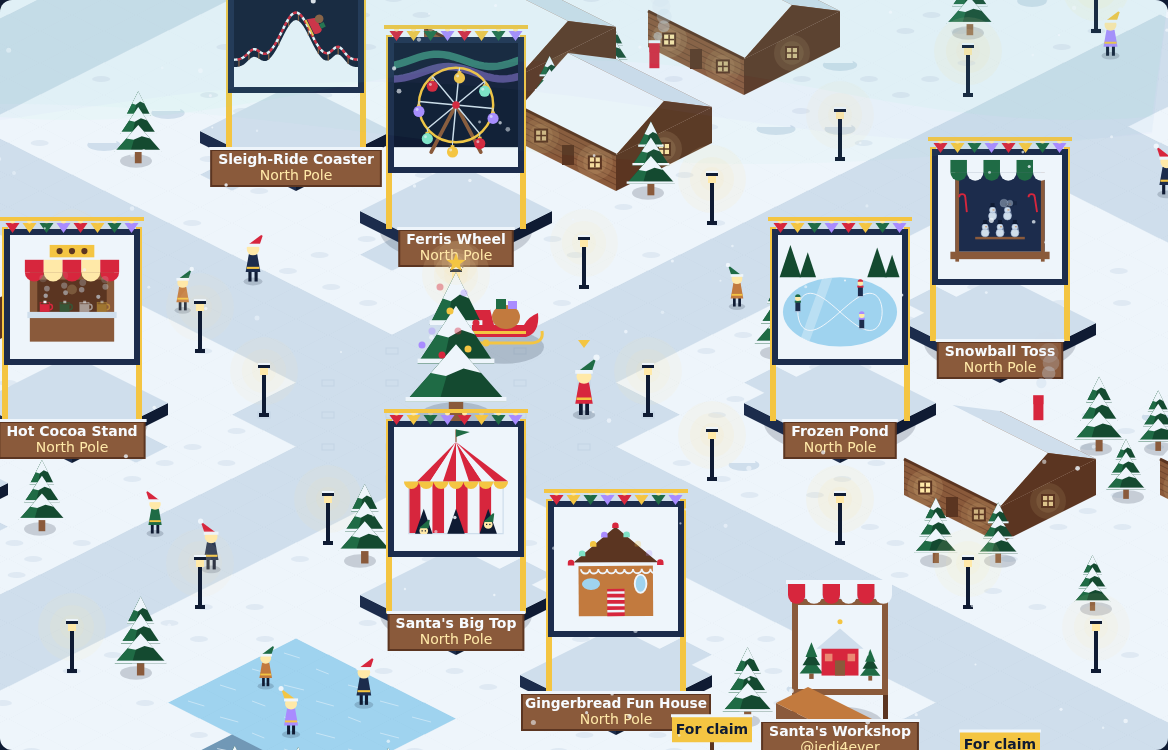 Sleigh-Ride Coaster
North Pole
Ferris Wheel
North Pole
Snowball Toss
North Pole
Hot Cocoa Stand
North Pole
Frozen Pond
North Pole
Santa's Big Top
North Pole
Gingerbread Fun House
North Pole
For claim
Santa's Workshop
@jedi4ever
For claim